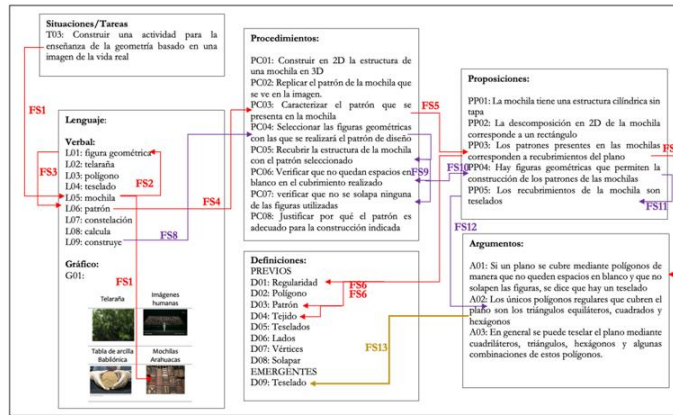 Situaciones/Tareas
T03: Construir una actividad para la
enseñanza de la geometría basado en una
imagen de la vida real
FS1
Lenguaje:
Verbal:
L01: figura geométrica
L02: telaraña
L03: polígono
L04: teselado
L05: mochila
L06: patrón
L07: constelación
L08: calcula
L09: construye
FS3
FS2
FS4
FS8
Gráfico:
G01:
FS1
Telaraña
Imágenes
humanas
Tabla de arcilla
Babilónica
Mochilas
Arahuacas
Procedimientos:
PC01: Construir en 2D la estructura de
una mochila en 3D
PC02: Replicar el patrón de la mochila que
se ve en la imagen.
PC03: Caracterizar el patrón que se
presenta en la mochila
PC04: Seleccionar las figuras geométricas
con las que se realizará el patrón de diseño
PC05: Recubrir la estructura de la mochila
con el patrón seleccionado
PC06: Verificar que no quedan espacios en
blanco en el cubrimiento realizado
PC07: verificar que no se solapa ninguna
de las figuras utilizadas
PC08: Justificar por qué el patrón es
adecuado para la construcción indicada
FS5
FS9
FS10
FS12
Definiciones:
PREVIOS
D01: Regularidad
D02: Polígono
D03: Patrón
D04: Tejido
D05: Teselados
D06: Lados
D07: Vértices
D08: Solapar
EMERGENTES
D09: Teselado
FS6
FS6
FS13
Proposiciones:
PP01: La mochila tiene una estructura cilíndrica sin
tapa
PP02: La descomposición en 2D de la mochila
corresponde a un rectángulo
PP03: Los patrones presentes en las mochilas
corresponden a recubrimientos del plano
PP04: Hay figuras geométricas que permiten la
construcción de los patrones de las mochilas
PP05: Los recubrimientos de la mochila son
teselados
FS11
Argumentos:
A01: Si un plano se cubre mediante polígonos de
manera que no queden espacios en blanco y que no
solapen las figuras, se dice que hay un teselado
A02: Los únicos polígonos regulares que cubren el
plano son los triángulos equiláteros, cuadrados y
hexágonos
A03: En general se puede teselar el plano mediante
cuadriláteros, triángulos, hexágonos y algunas
combinaciones de estos polígonos.